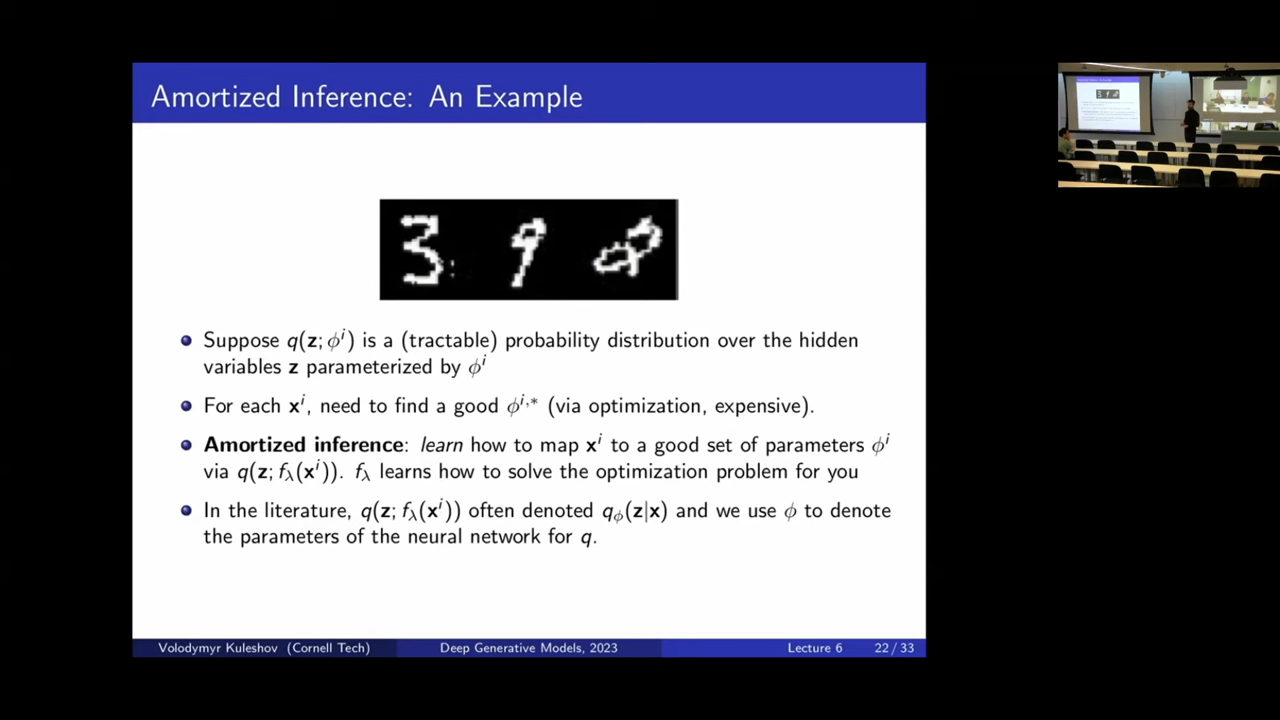 Amortized Inference: An Example
3 9 8
Suppose q(z; ϕⁱ) is a (tractable) probability distribution over the hidden
variables z parameterized by ϕⁱ
For each xⁱ, need to find a good ϕⁱ,* (via optimization, expensive).
Amortized inference: learn how to map xⁱ to a good set of parameters ϕⁱ
via q(z; f_λ(xⁱ)). f_λ learns how to solve the optimization problem for you
In the literature, q(z; f_λ(xⁱ)) often denoted q_ϕ(z|x) and we use ϕ to denote
the parameters of the neural network for q.
Volodymyr Kuleshov (Cornell Tech) Deep Generative Models, 2023 Lecture 6 22 / 33